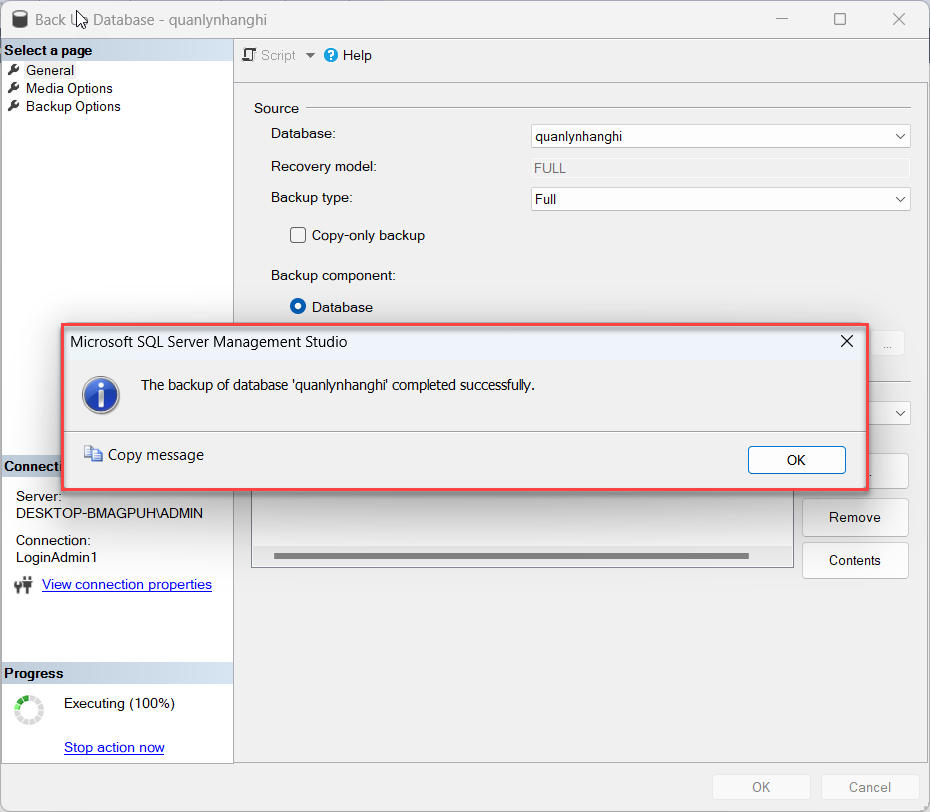 Back Up Database - quanlynhanghi
Select a page
General
Media Options
Backup Options
Script
Help
Source
Database:
quanlynhanghi
Recovery model:
FULL
Backup type:
Full
Copy-only backup
Backup component:
Database
...
Microsoft SQL Server Management Studio
The backup of database 'quanlynhanghi' completed successfully.
Copy message
OK
Connecti
Server:
DESKTOP-BMAGPUH\ADMIN
Connection:
LoginAdmin1
View connection properties
Remove
Contents
Progress
Executing (100%)
Stop action now
OK
Cancel